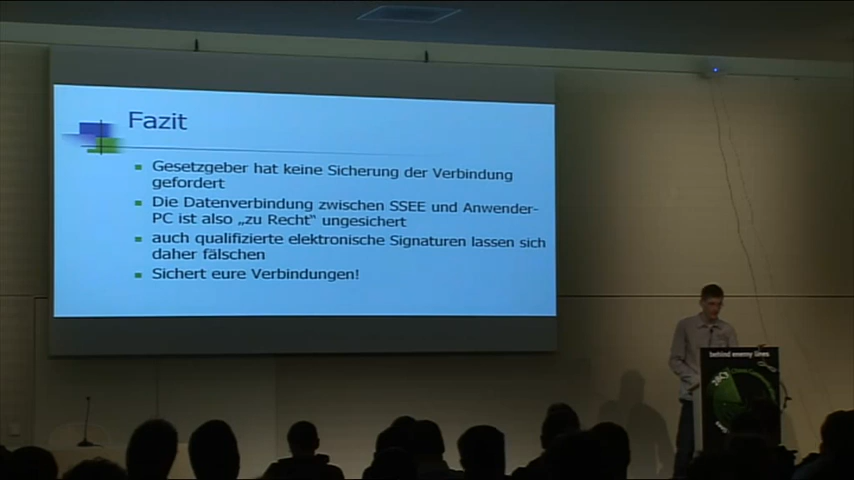 Fazit
Gesetzgeber hat keine Sicherung der Verbindung
gefordert
Die Datenverbindung zwischen SSEE und Anwender-
PC ist also „zu Recht“ ungesichert
auch qualifizierte elektronische Signaturen lassen sich
daher fälschen
Sichert eure Verbindungen!
behind enemy lines